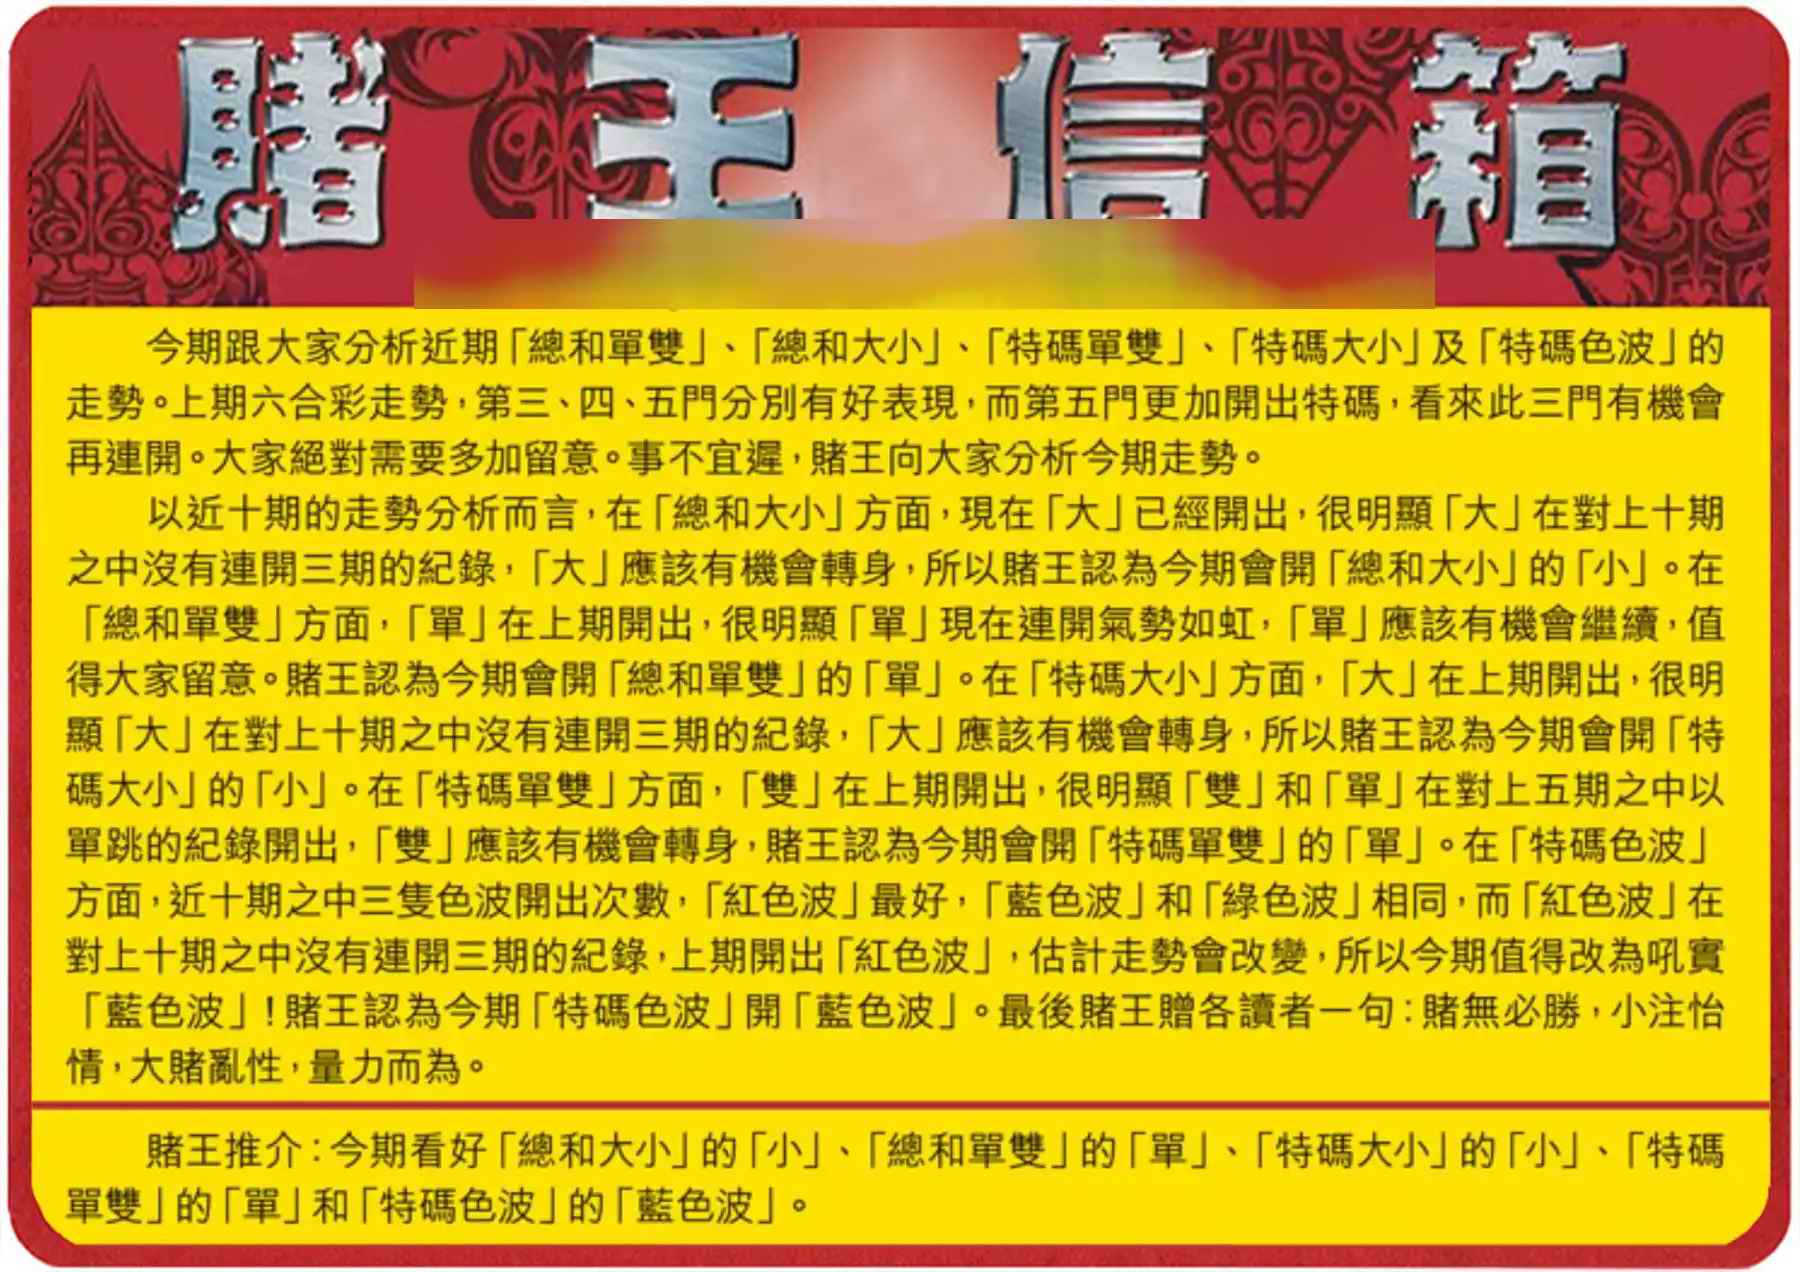 賭王信箱
今期跟大家分析近期「總和單雙」、「總和大小」、「特碼單雙」、「特碼大小」及「特碼色波」的
走勢。上期六合彩走勢，第三、四、五門分別有好表現，而第五門更加開出特碼，看來此三門有機會
再連開。大家絕對需要多加留意。事不宜遲，賭王向大家分析今期走勢。
以近十期的走勢分析而言，在「總和大小」方面，現在「大」已經開出，很明顯「大」在對上十期
之中沒有連開三期的紀錄，「大」應該有機會轉身，所以賭王認為今期會開「總和大小」的「小」。在
「總和單雙」方面，「單」在上期開出，很明顯「單」現在連開氣勢如虹，「單」應該有機會繼續，值
得大家留意。賭王認為今期會開「總和單雙」的「單」。在「特碼大小」方面，「大」在上期開出，很明
顯「大」在對上十期之中沒有連開三期的紀錄，「大」應該有機會轉身，所以賭王認為今期會開「特
碼大小」的「小」。在「特碼單雙」方面，「雙」在上期開出，很明顯「雙」和「單」在對上五期之中以
單跳的紀錄開出，「雙」應該有機會轉身，賭王認為今期會開「特碼單雙」的「單」。在「特碼色波」
方面，近十期之中三隻色波開出次數，「紅色波」最好，「藍色波」和「綠色波」相同，而「紅色波」在
對上十期之中沒有連開三期的紀錄，上期開出「紅色波」，估計走勢會改變，所以今期值得改為吼實
「藍色波」！賭王認為今期「特碼色波」開「藍色波」。最後賭王贈各讀者一句：賭無必勝，小注怡
情，大賭亂性，量力而為。
賭王推介：今期看好「總和大小」的「小」、「總和單雙」的「單」、「特碼大小」的「小」、「特碼
單雙」的「單」和「特碼色波」的「藍色波」。